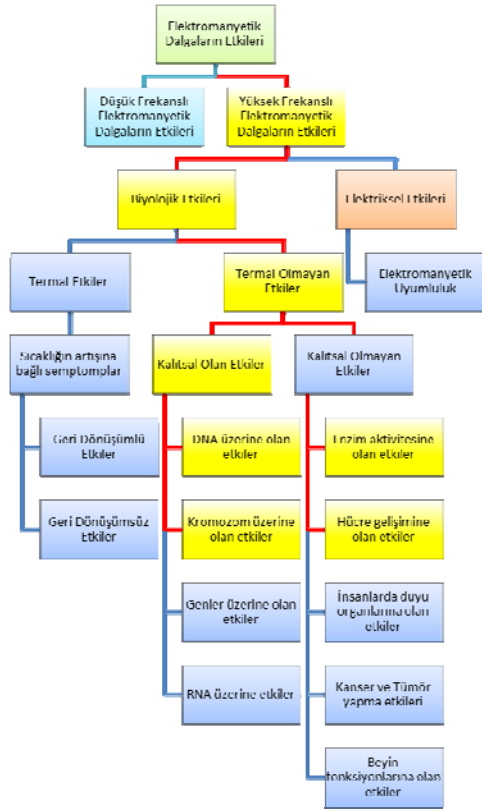 Elektromanyetik
Dalgaların Etkileri
Düşük Frekanslı
Elektromanyetik
Dalgaların Etkileri
Yüksek Frekanslı
Elektromanyetik
Dalgaların Etkileri
Biyolojik Etkileri
Elektriksel Etkileri
Termal Etkiler
Termal Olmayan
Etkiler
Elektromanyetik
Uyumluluk
Sıcaklığın artışına
bağlı semptomplar
Kalıtsal Olan Etkiler
Kalıtsal Olmayan
Etkiler
Geri Dönüşümlü
Etkiler
DNA üzerine olan
etkiler
Enzim aktivitesine
olan etkiler
Geri Dönüşümsüz
Etkiler
Kromozom üzerine
olan etkiler
Hücre gelişimine
olan etkiler
Genler üzerine olan
etkiler
İnsanlarda duyu
organlarına olan
etkiler
RNA üzerine etkiler
Kanser ve Tümör
yapma etkileri
Beyin
fonksiyonlarına olan
etkiler